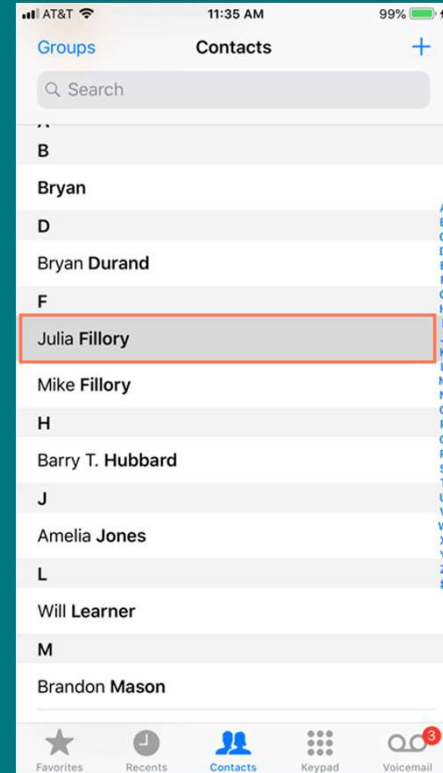 AT&T 11:35 AM 99%
Groups Contacts +
Search
B
Bryan
D
Bryan Durand
F
Julia Fillory
Mike Fillory
H
Barry T. Hubbard
J
Amelia Jones
L
Will Learner
M
Brandon Mason
3
Favorites Recents Contacts Keypad Voicemail